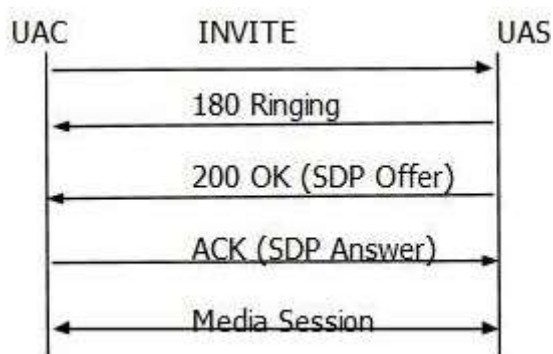 UAC INVITE UAS
180 Ringing
200 OK (SDP Offer)
ACK (SDP Answer)
Media Session